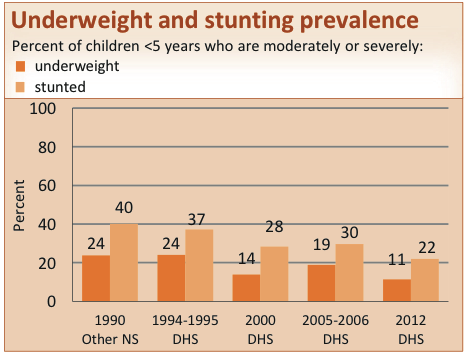 Underweight and stunting prevalence
Percent of children <5 years who are moderately or severely:
underweight
stunted
100
80
60
40
20
0
Percent
24
40
24
37
14
28
19
30
11
22
1990
Other NS
1994-1995
DHS
2000
DHS
2005-2006
DHS
2012
DHS